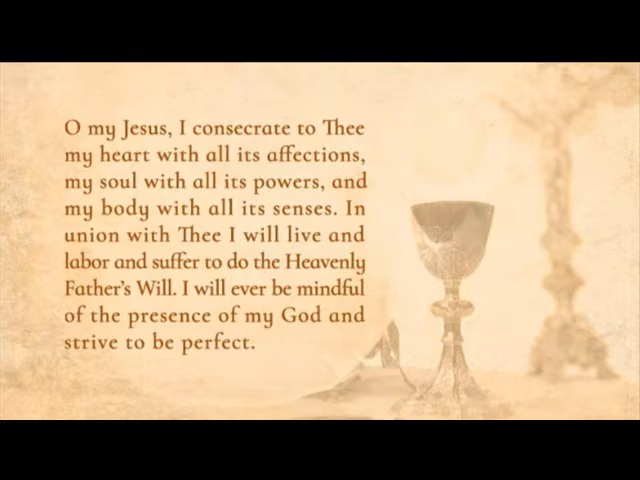 O my Jesus, I consecrate to Thee
my heart with all its affections,
my soul with all its powers, and
my body with all its senses. In
union with Thee I will live and
labor and suffer to do the Heavenly
Father's Will. I will ever be mindful
of the presence of my God and
strive to be perfect.